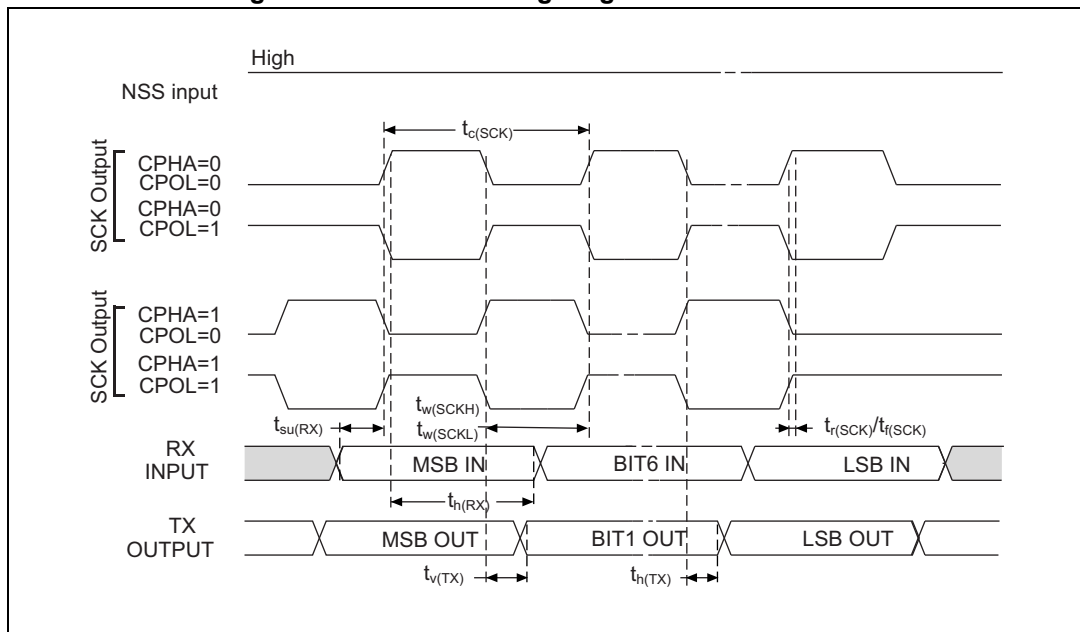 High
NSS input
tc(SCK)
SCK Output
CPHA=0
CPOL=0
CPHA=0
CPOL=1
SCK Output
CPHA=1
CPOL=0
CPHA=1
CPOL=1
tw(SCKH)
tw(SCKL)
tsu(RX)
tr(SCK)/tf(SCK)
RX
INPUT
MSB IN
BIT6 IN
LSB IN
th(RX)
TX
OUTPUT
MSB OUT
BIT1 OUT
LSB OUT
tv(TX)
th(TX)